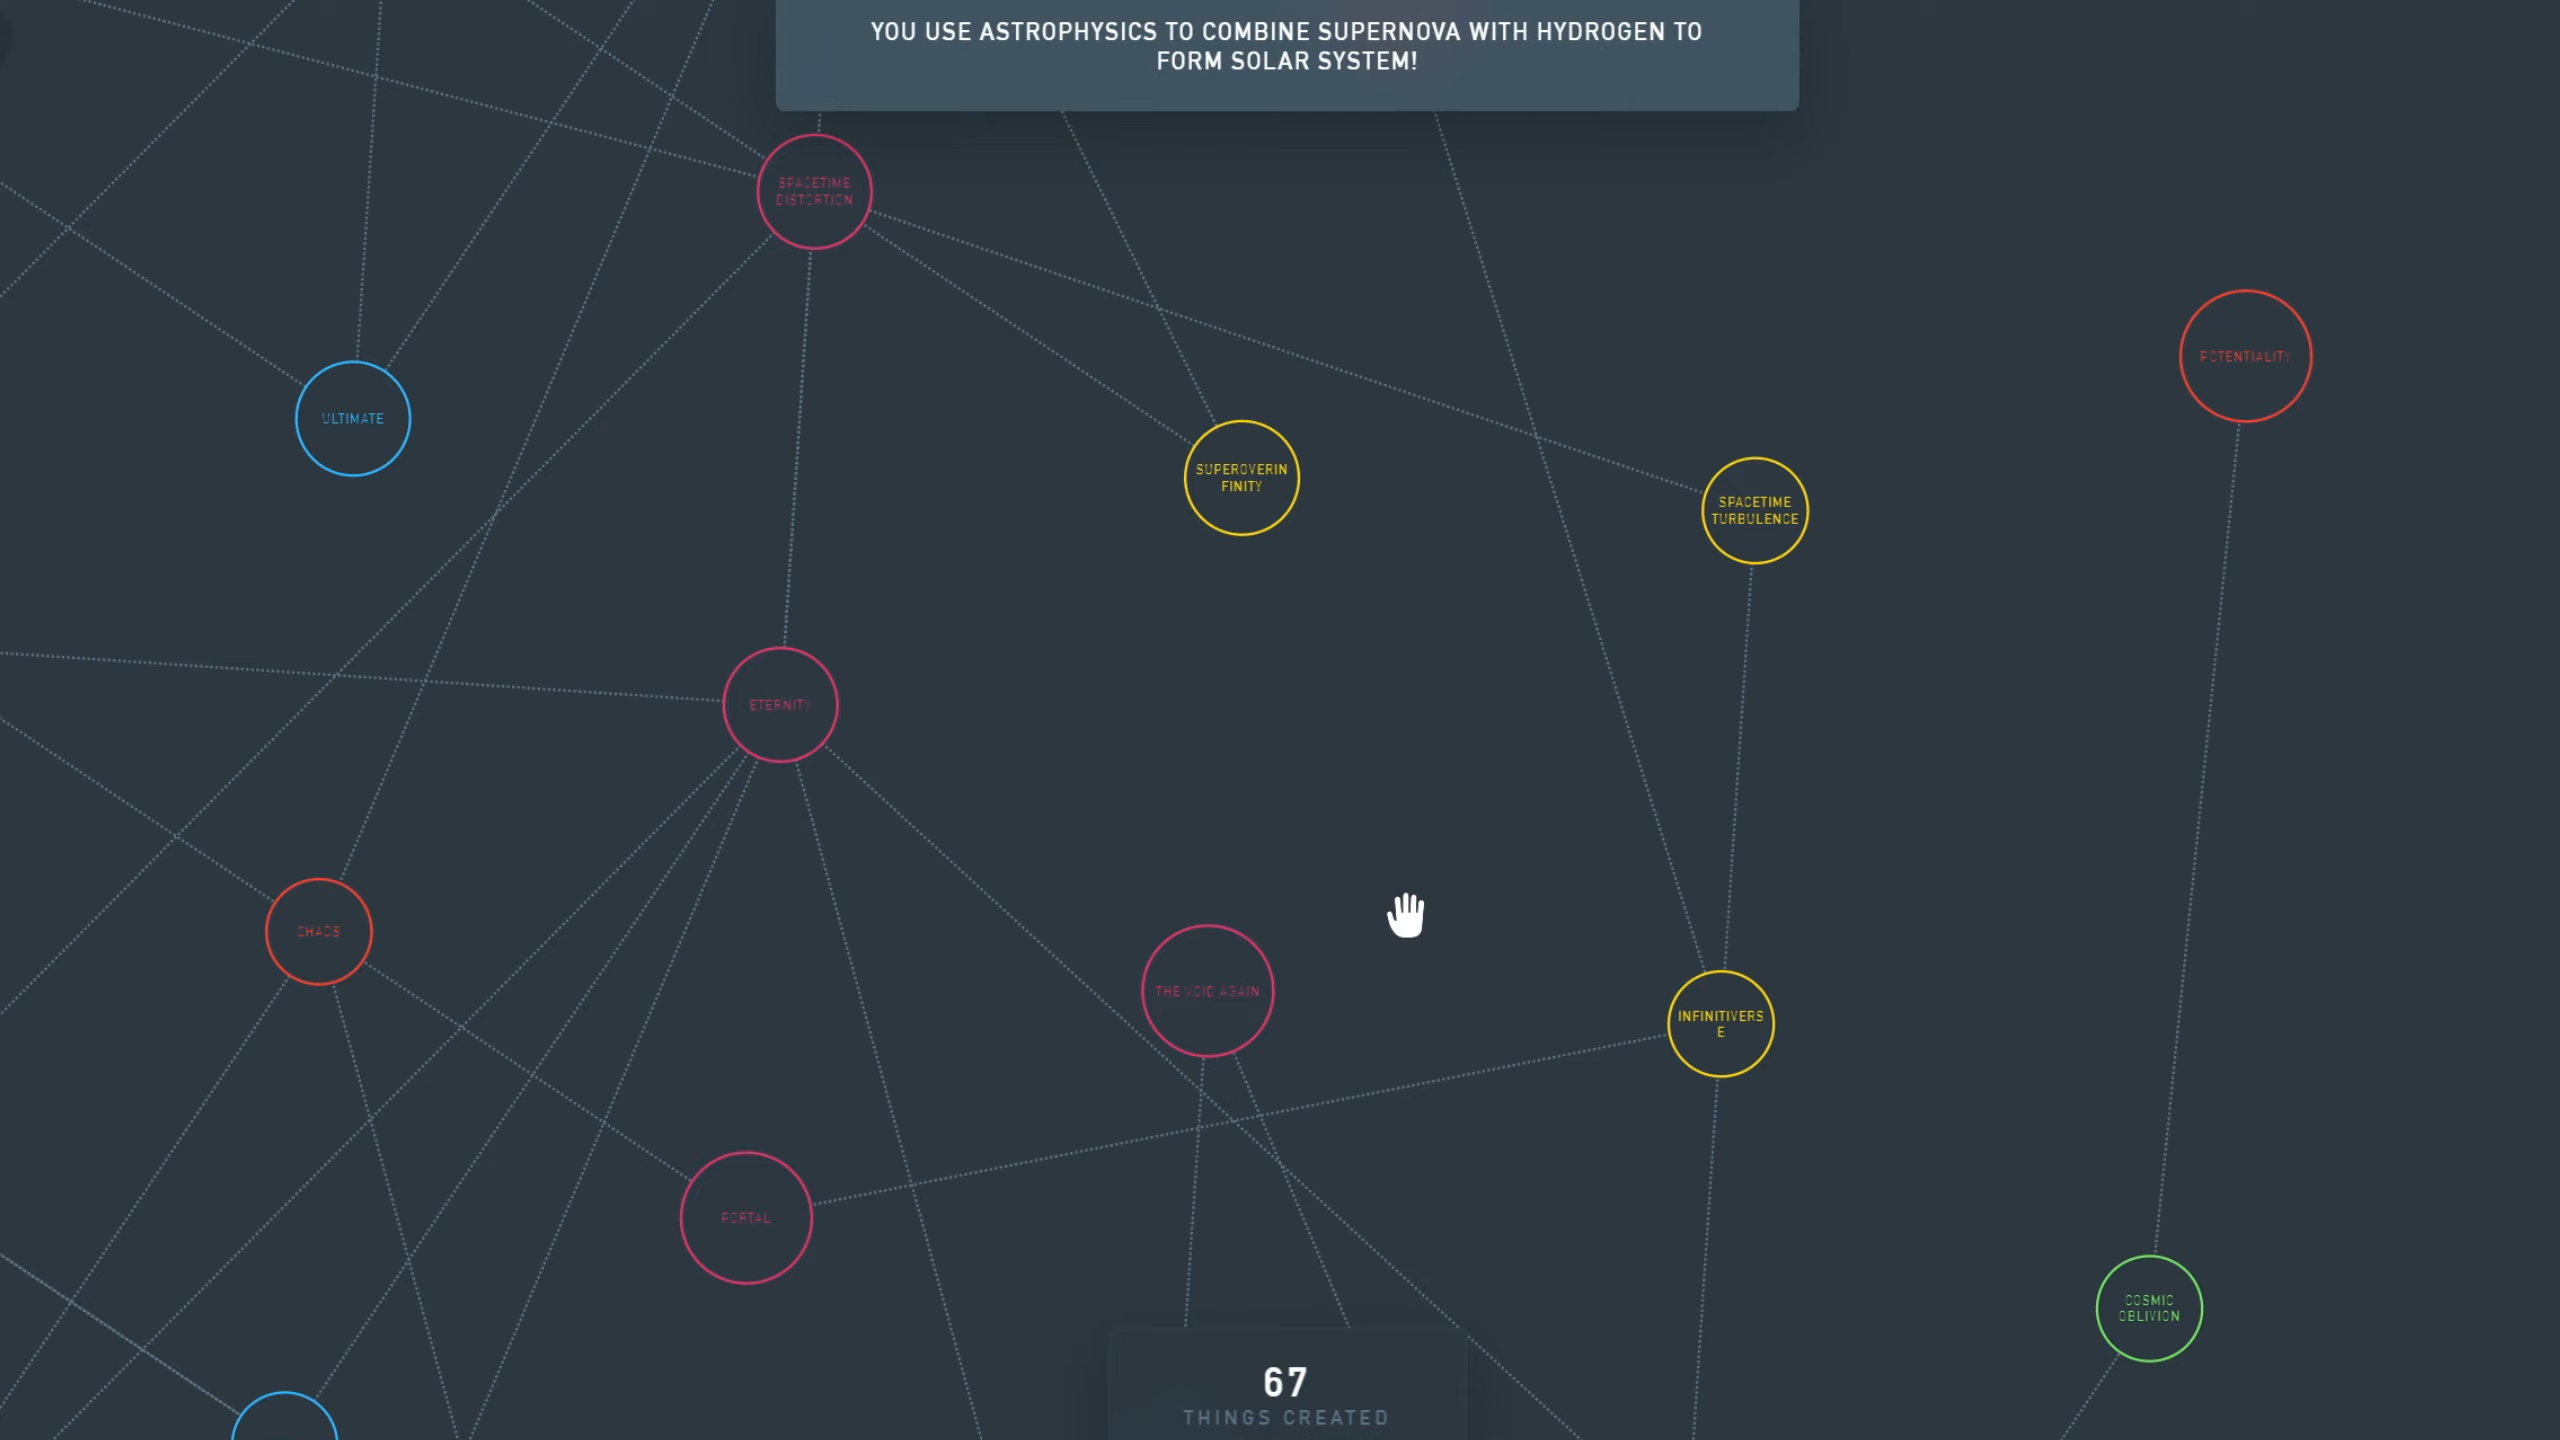 YOU USE ASTROPHYSICS TO COMBINE SUPERNOVA WITH HYDROGEN TO
FORM SOLAR SYSTEM!
SPACETIME
DISTORTION
POTENTIALITY
ULTIMATE
SUPEROVERIN
FINITY
SPACETIME
TURBULENCE
ETERNITY
CHAOS
THE VOID AGAIN
INFINITIVERS
E
PORTAL
COSMIC
OBLIVION
67
THINGS CREATED